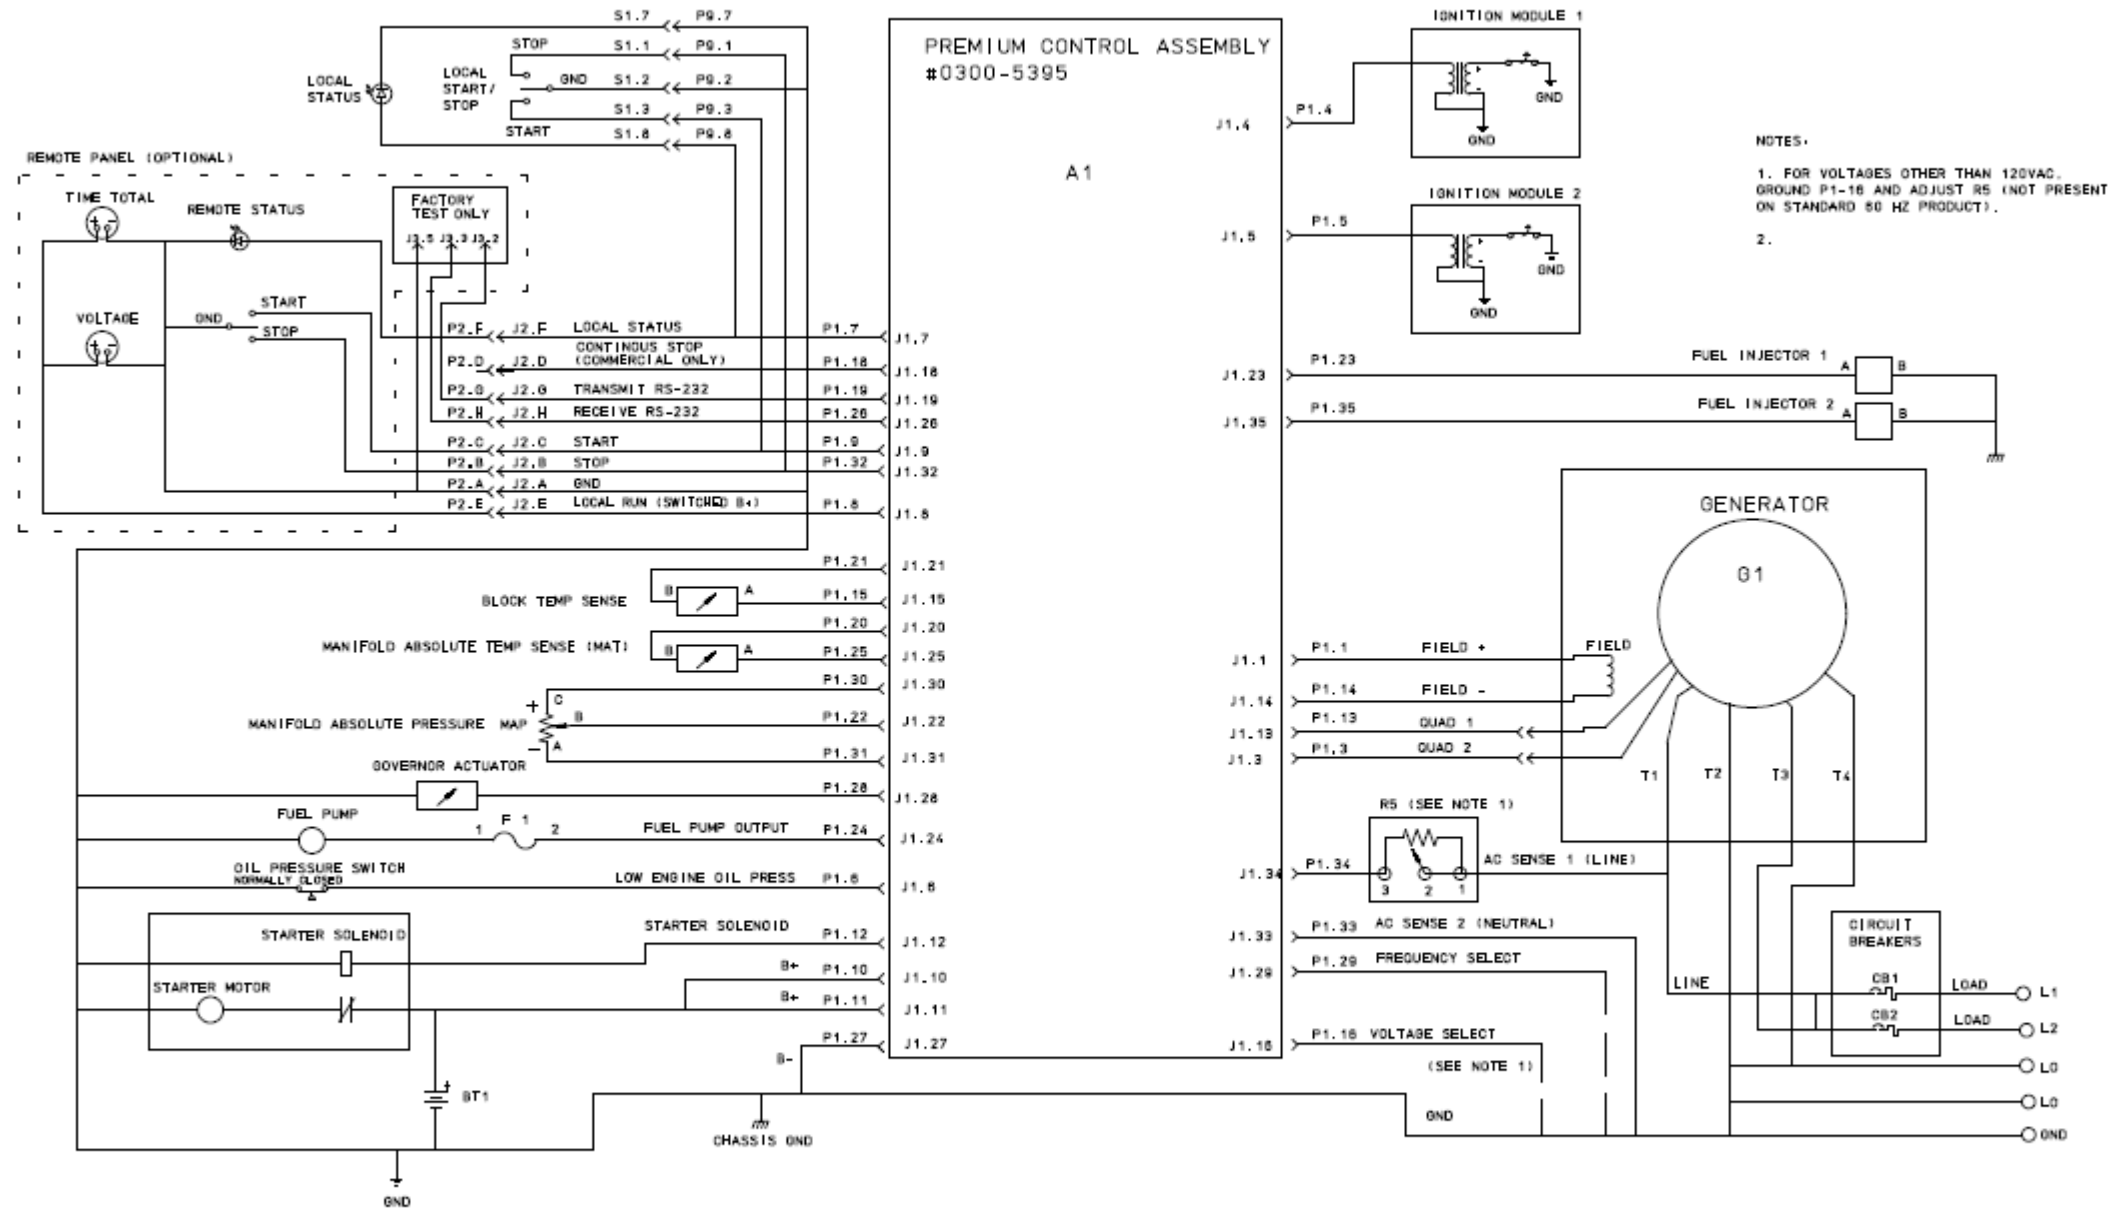 S1.7 P9.7
STOP S1.1 P9.1
LOCAL STATUS
LOCAL START/ STOP
GND S1.2 P9.2
S1.3 P9.3
START S1.8 P9.8
REMOTE PANEL (OPTIONAL)
TIME TOTAL
REMOTE STATUS
FACTORY TEST ONLY
J3.5 J3.3 J3.2
VOLTAGE
GND
START
STOP
P2.F J2.F LOCAL STATUS P1.7 J1.7
CONTINOUS STOP
P2.D J2.D (COMMERCIAL ONLY) P1.18 J1.18
P2.G J2.G TRANSMIT RS-232 P1.19 J1.19
P2.H J2.H RECEIVE RS-232 P1.26 J1.26
P2.C J2.C START P1.9 J1.9
P2.B J2.B STOP P1.32 J1.32
P2.A J2.A GND
P2.E J2.E LOCAL RUN (SWITCHED B+) P1.8 J1.8
P1.21 J1.21
BLOCK TEMP SENSE B A P1.15 J1.15
P1.20 J1.20
MANIFOLD ABSOLUTE TEMP SENSE (MAT) B A P1.25 J1.25
P1.30 J1.30
+ C
MANIFOLD ABSOLUTE PRESSURE MAP B P1.22 J1.22
- A P1.31 J1.31
GOVERNOR ACTUATOR P1.28 J1.28
FUEL PUMP 1 F 1 2 FUEL PUMP OUTPUT P1.24 J1.24
OIL PRESSURE SWITCH
NORMALLY CLOSED
LOW ENGINE OIL PRESS P1.6 J1.6
STARTER SOLENOID
STARTER SOLENOID P1.12 J1.12
B+ P1.10 J1.10
STARTER MOTOR
B+ P1.11 J1.11
B- P1.27 J1.27
+ BT1
CHASSIS GND
GND
PREMIUM CONTROL ASSEMBLY
#0300-5395
A1
IGNITION MODULE 1
J1.4 P1.4
+
-
GND
GND
IGNITION MODULE 2
J1.5 P1.5
+
-
GND
GND
NOTES:
1. FOR VOLTAGES OTHER THAN 120VAC.
GROUND P1-16 AND ADJUST R5 (NOT PRESENT
ON STANDARD 60 HZ PRODUCT).
2.
J1.23 P1.23 FUEL INJECTOR 1 A B
J1.35 P1.35 FUEL INJECTOR 2 A B
GENERATOR
G1
J1.1 P1.1 FIELD + FIELD
J1.14 P1.14 FIELD -
J1.13 P1.13 QUAD 1
J1.3 P1.3 QUAD 2
T1 T2 T3 T4
R5 (SEE NOTE 1)
J1.34 P1.34 3 2 1 AC SENSE 1 (LINE)
J1.33 P1.33 AC SENSE 2 (NEUTRAL)
J1.29 P1.29 FREQUENCY SELECT
J1.16 P1.16 VOLTAGE SELECT
(SEE NOTE 1)
GND
CIRCUIT BREAKERS
LINE CB1 LOAD L1
CB2 LOAD L2
L0
L0
GND